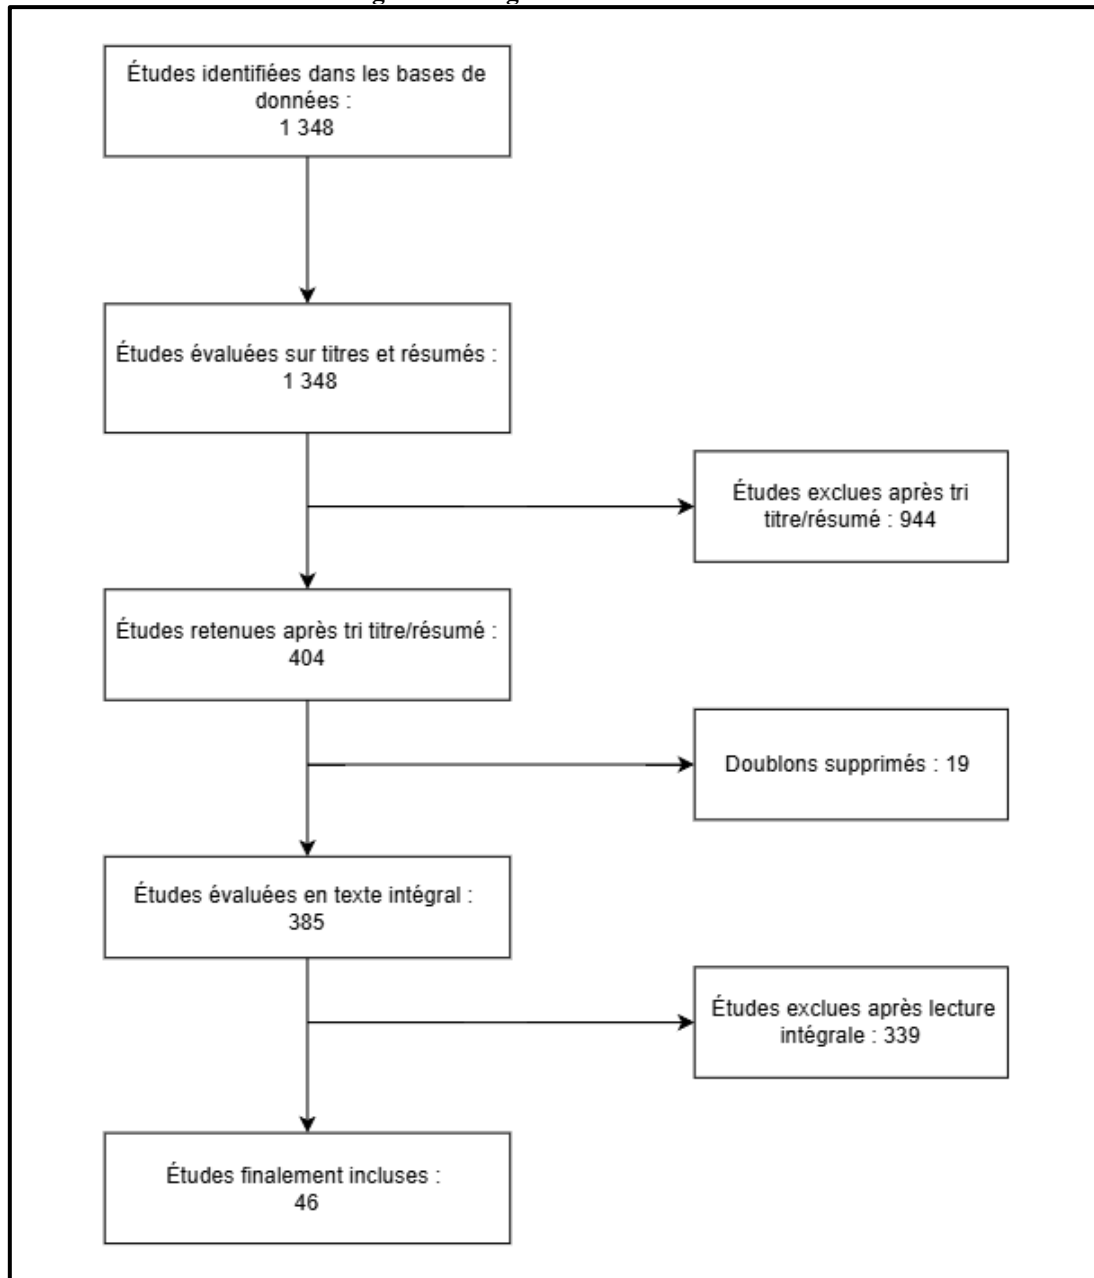 Études identifiées dans les bases de
données :
1 348
Études évaluées sur titres et résumés :
1 348
Études exclues après tri
titre/résumé : 944
Études retenues après tri titre/résumé :
404
Doublons supprimés : 19
Études évaluées en texte intégral :
385
Études exclues après lecture
intégrale : 339
Études finalement incluses :
46